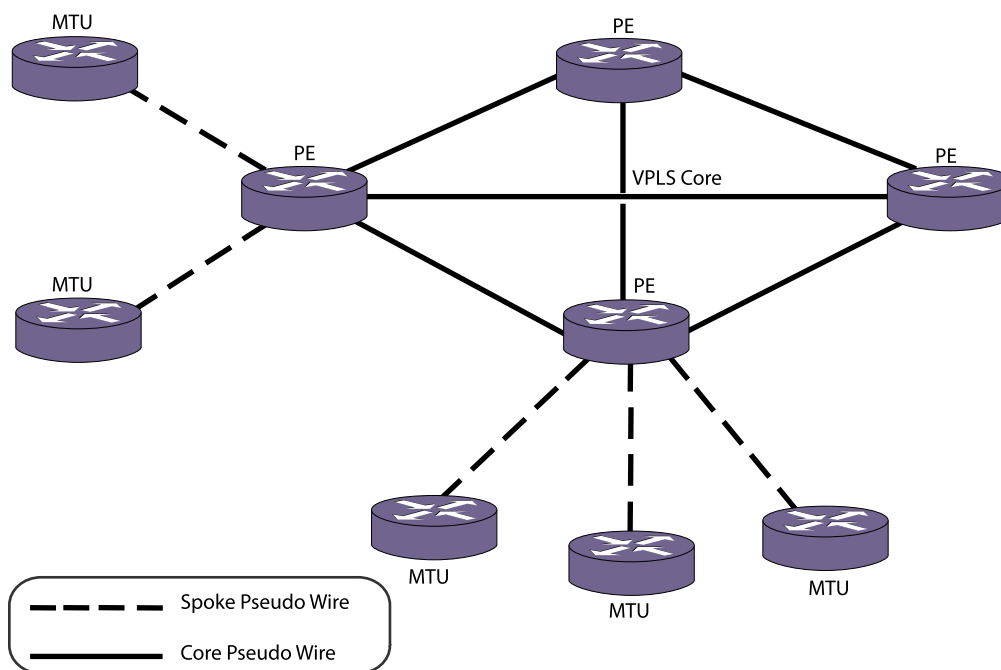 MTU
PE
PE
PE
VPLS Core
MTU
PE
MTU
MTU
MTU
Spoke Pseudo Wire
Core Pseudo Wire